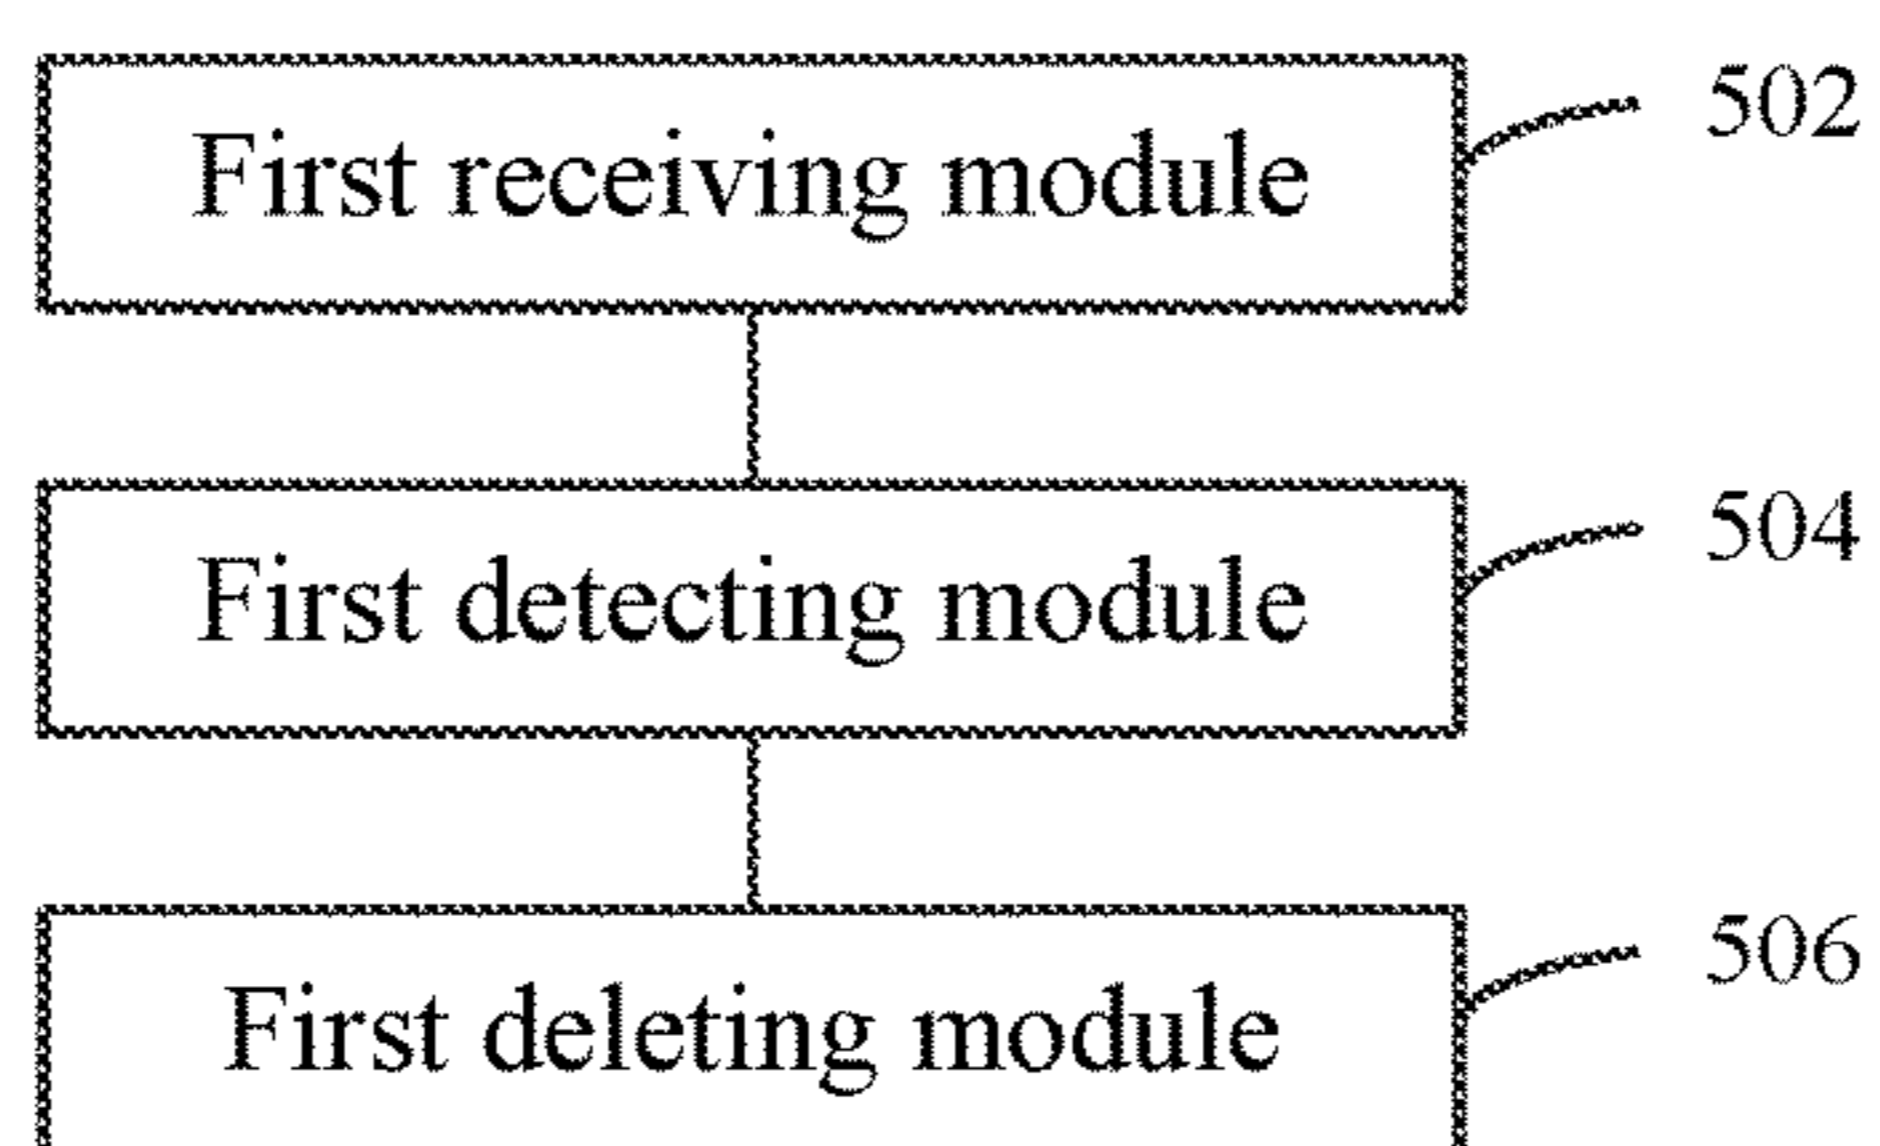 First receiving module 502
First detecting module 504
First deleting module 506